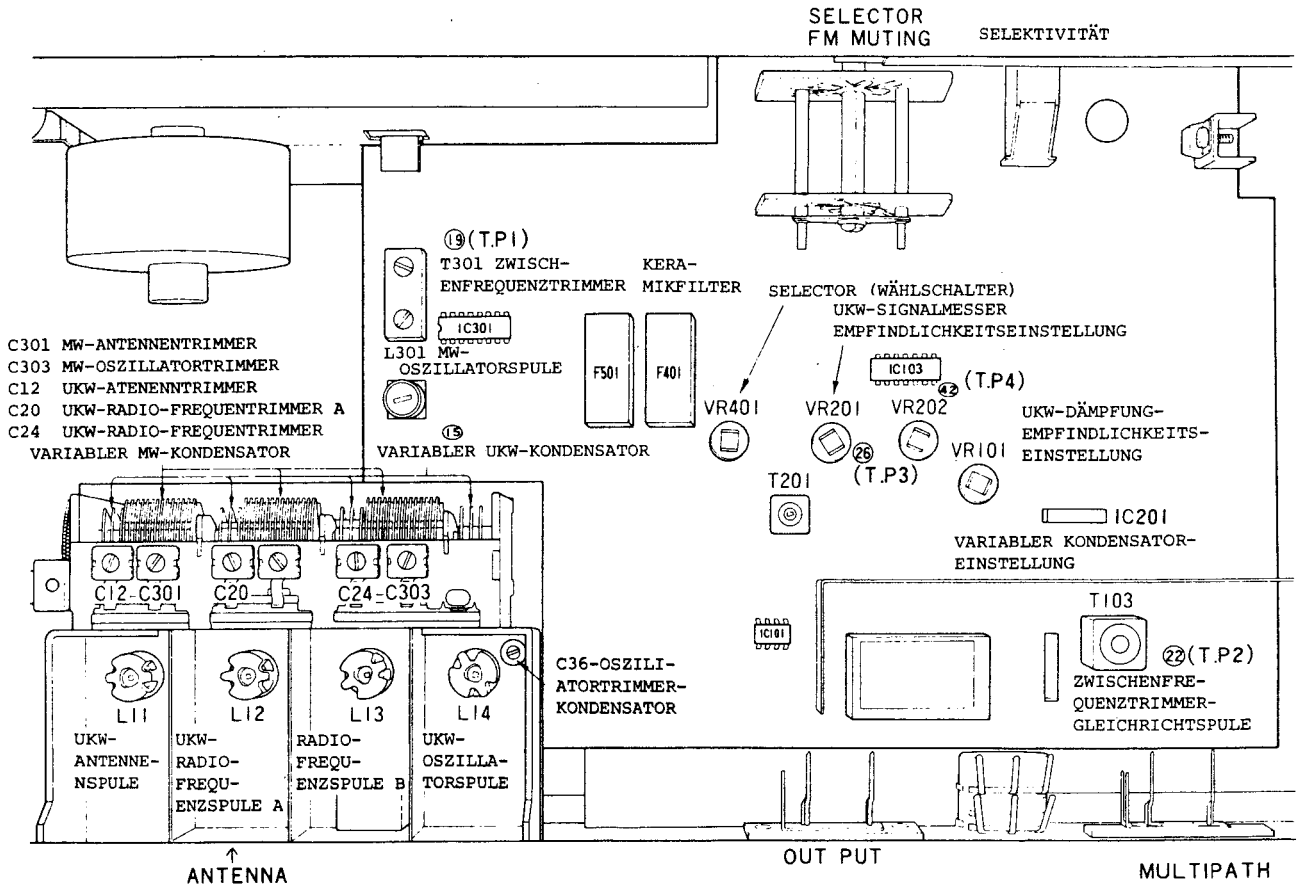 SELECTOR
FM MUTING
SELEKTIVITÄT
⑲(T.P1)
T301 ZWISCH-
ENFREQUENZTRIMMER
KERA-
MIKFILTER
SELECTOR (WÄHLSCHALTER)
UKW-SIGNALMESSER
EMPFINDLICHKEITSEINSTELLUNG
IC301
L301 MW-
OSZILLATORSPULE
C301 MW-ANTENNENTRIMMER
C303 MW-OSZILLATORTRIMMER
C12 UKW-ATENENNTRIMMER
C20 UKW-RADIO-FREQUENTRIMMER A
C24 UKW-RADIO-FREQUENTRIMMER
VARIABLER MW-KONDENSATOR
⑮
VARIABLER UKW-KONDENSATOR
F501
F401
IC103
㊷ (T.P4)
VR401
VR201
VR202
㉖
(T.P3)
VR101
UKW-DÄMPFUNG-
EMPFINDLICHKEITS-
EINSTELLUNG
T201
IC201
VARIABLER KONDENSATOR-
EINSTELLUNG
C12-C301
C20
C24-C303
IC101
T103
㉒(T.P2)
ZWISCHENFRE-
QUENZTRIMMER-
GLEICHRICHTSPULE
C36-OSZILI-
ATORTRIMMER-
KONDENSATOR
L11
L12
L13
L14
UKW-
ANTENNE-
NSPULE
UKW-
RADIO-
FREQU-
ENZSPULE A
RADIO-
FREQU-
ENZSPULE B
UKW-
OSZILLA-
TORSPULE
↑
ANTENNA
OUT PUT
MULTIPATH